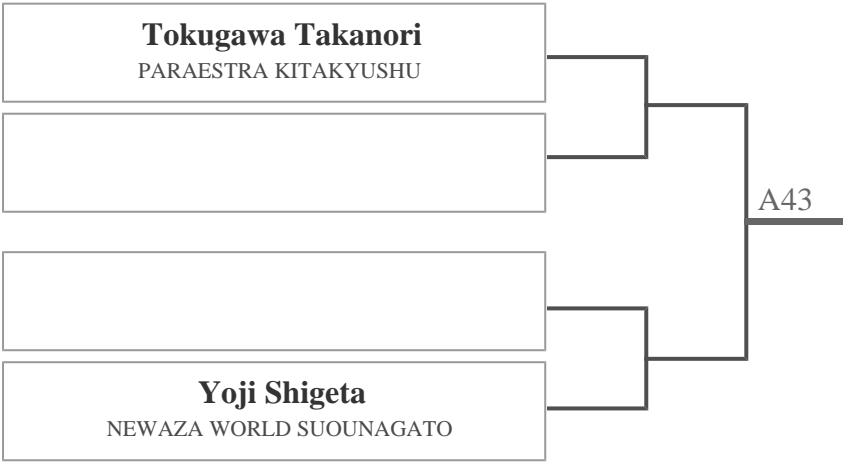 Tokugawa Takanori
PARAESTRA KITAKYUSHU
A43
Yoji Shigeta
NEWAZA WORLD SUOUNAGATO